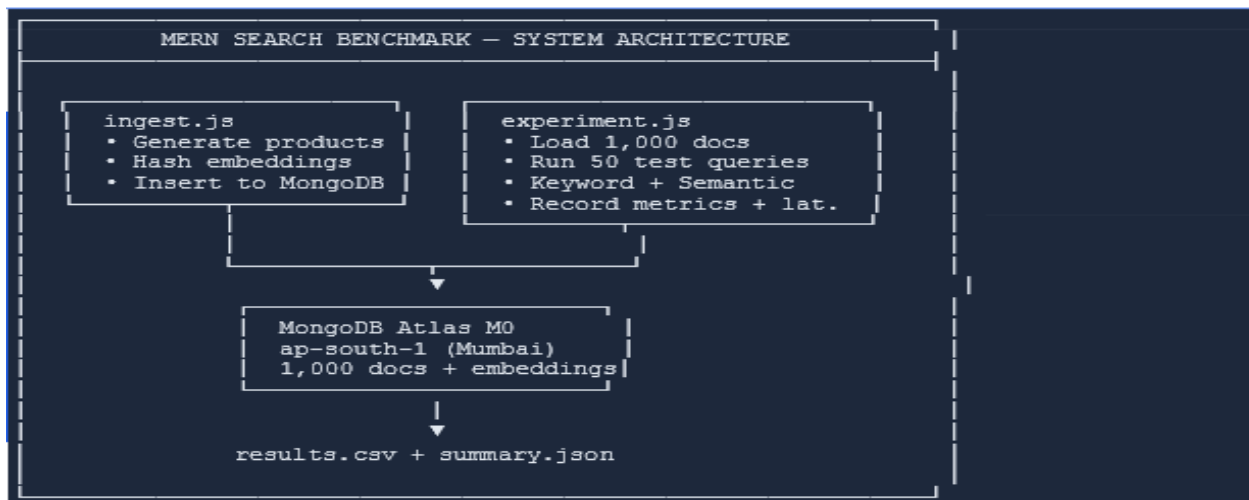 MERN SEARCH BENCHMARK — SYSTEM ARCHITECTURE
ingest.js
• Generate products
• Hash embeddings
• Insert to MongoDB
experiment.js
• Load 1,000 docs
• Run 50 test queries
• Keyword + Semantic
• Record metrics + lat.
MongoDB Atlas M0
ap-south-1 (Mumbai)
1,000 docs + embeddings
results.csv + summary.json